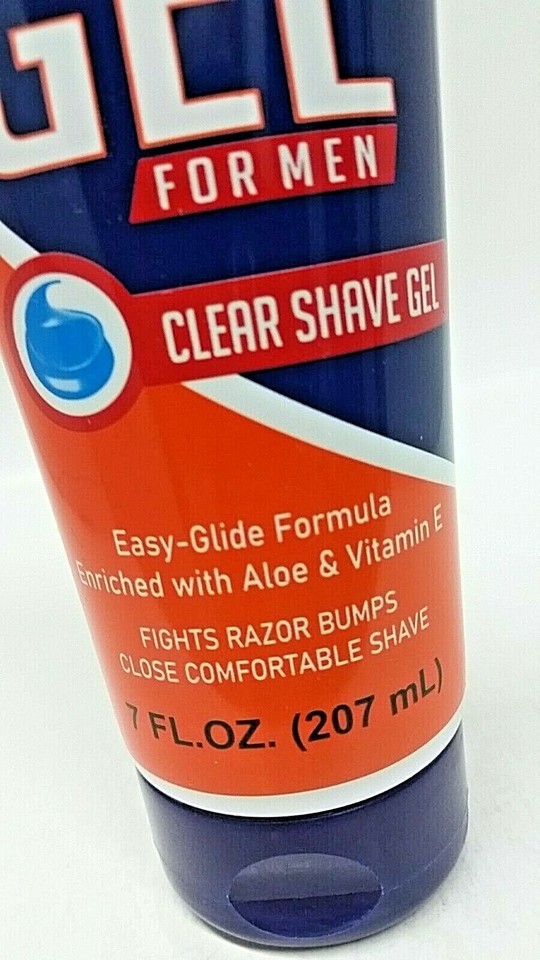 GEL
FOR MEN
CLEAR SHAVE GEL
Easy-Glide Formula
Enriched with Aloe & Vitamin E
FIGHTS RAZOR BUMPS
CLOSE COMFORTABLE SHAVE
7 FL.OZ. (207 mL)